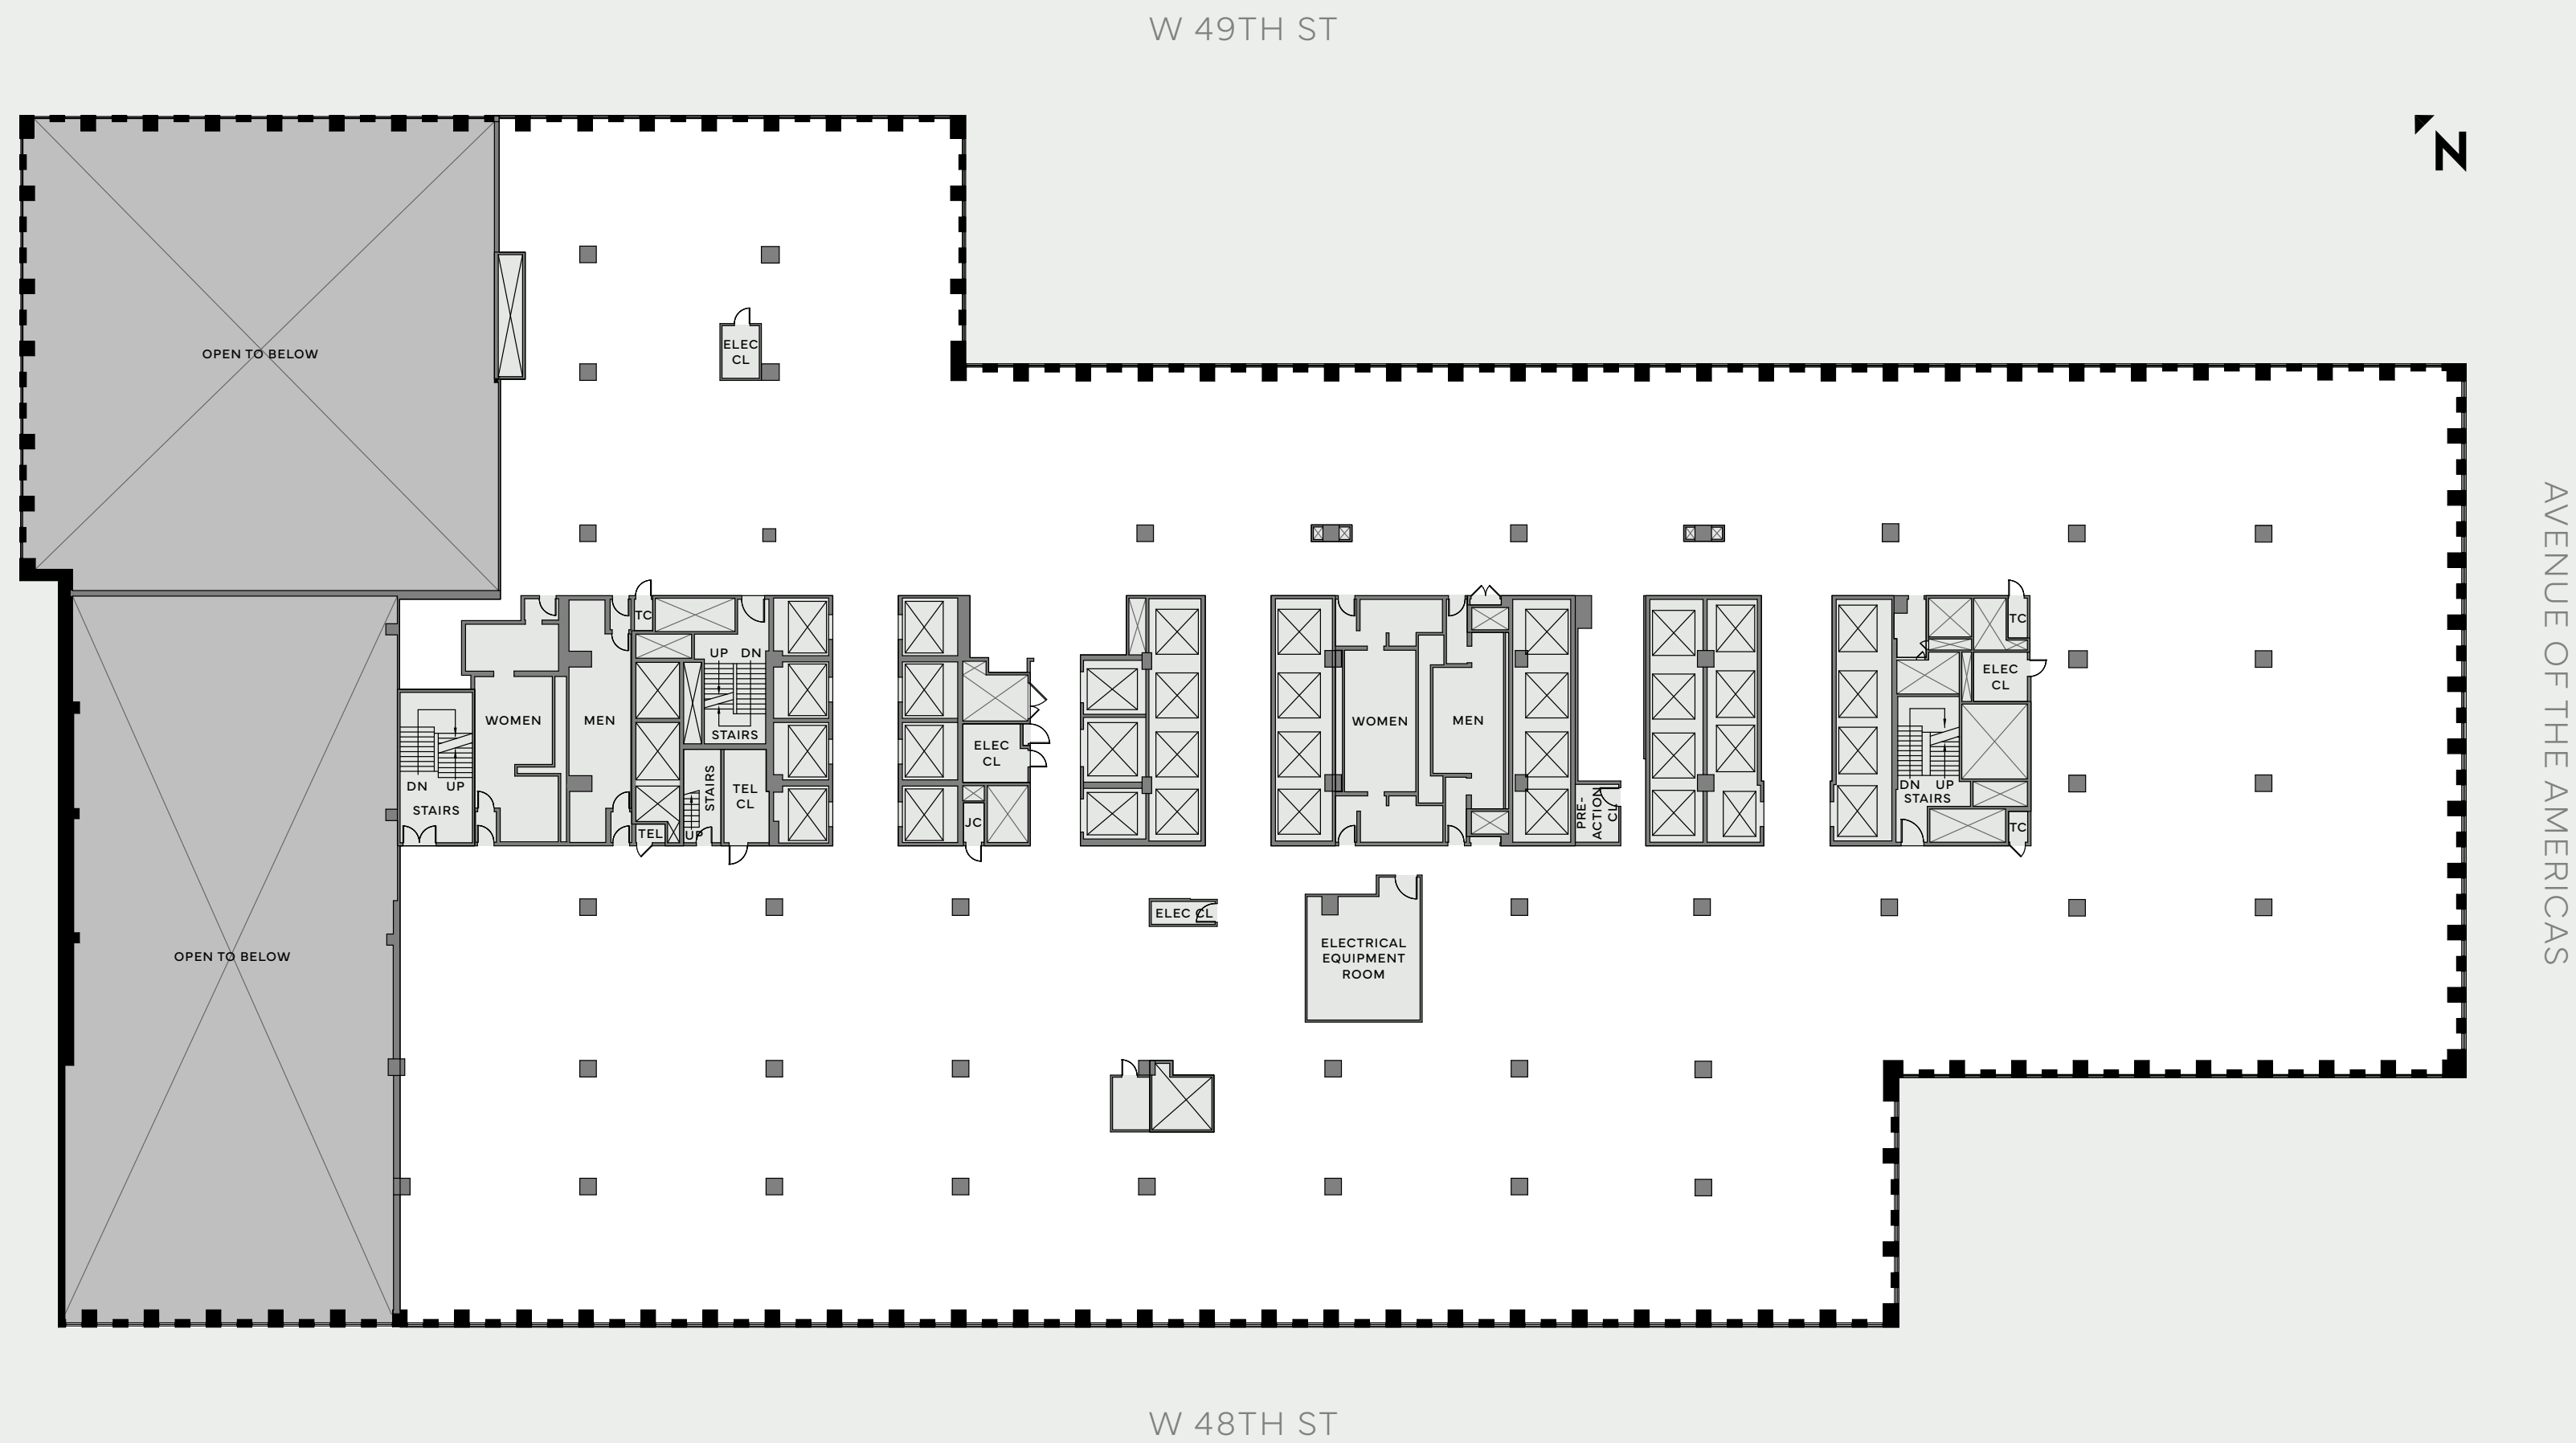 W 49TH ST
N
ELEC
CL
OPEN TO BELOW
AVENUE OF THE AMERICAS
TC
TC
UP DN
ELEC
CL
WOMEN
MEN
STAIRS
ELEC
CL
WOMEN
MEN
DN UP
STAIRS
STAIRS
TEL
CL
DN UP
STAIRS
PRE-
ACTION
CL
TEL
UP
JC
TC
ELEC CL
ELECTRICAL
EQUIPMENT
ROOM
OPEN TO BELOW
W 48TH ST